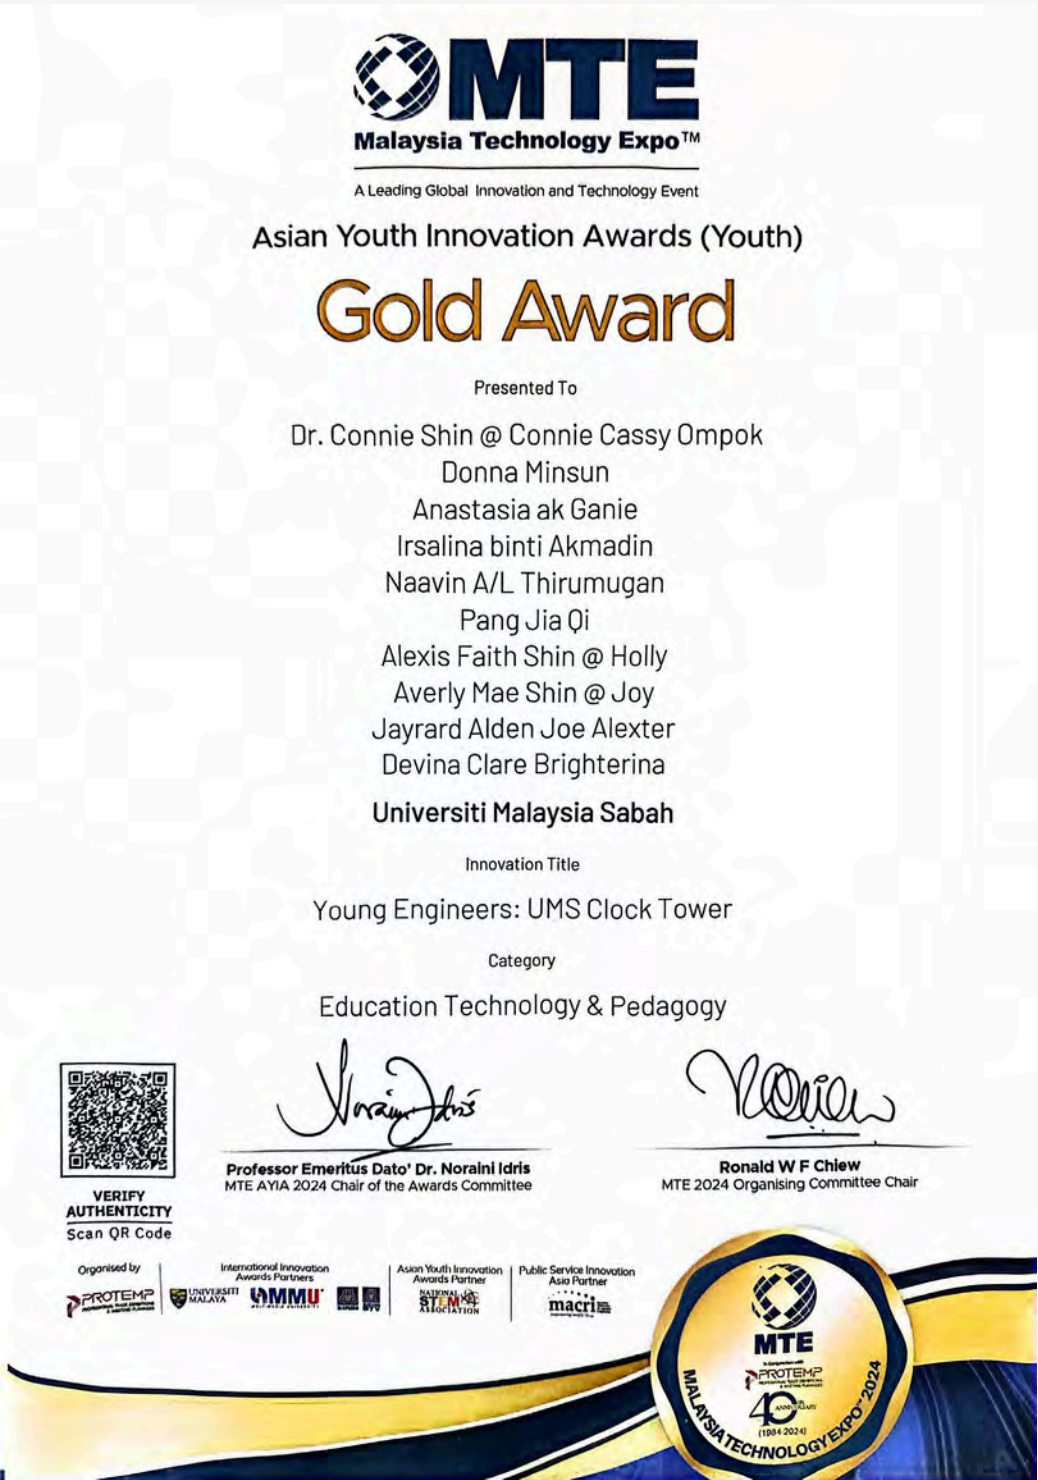 MTE
Malaysia Technology Expo™
A Leading Global Innovation and Technology Event
Asian Youth Innovation Awards (Youth)
Gold Award
Presented To
Dr. Connie Shin @ Connie Cassy Ompok
Donna Minsun
Anastasia ak Ganie
Irsalina binti Akmadin
Naavin A/L Thirumugan
Pang Jia Qi
Alexis Faith Shin @ Holly
Averly Mae Shin @ Joy
Jayrard Alden Joe Alexter
Devina Clare Brighterina
Universiti Malaysia Sabah
Innovation Title
Young Engineers: UMS Clock Tower
Category
Education Technology & Pedagogy
Professor Emeritus Dato' Dr. Noraini Idris
MTE AYIA 2024 Chair of the Awards Committee
Ronald W F Chiew
MTE 2024 Organising Committee Chair
VERIFY
AUTHENTICITY
Scan QR Code
Organised by
PROTEMP
International Innovation
Awards Partners
UNIVERSITI
MALAYA
MMU
Asian Youth Innovation
Awards Partner
NATIONAL
STEM
ASSOCIATION
Public Service Innovation
Asia Partner
macri
MTE
In conjunction with
PROTEMP
40TH
ANNIVERSARY
(1984-2024)
MALAYSIA TECHNOLOGY EXPO™ 2024